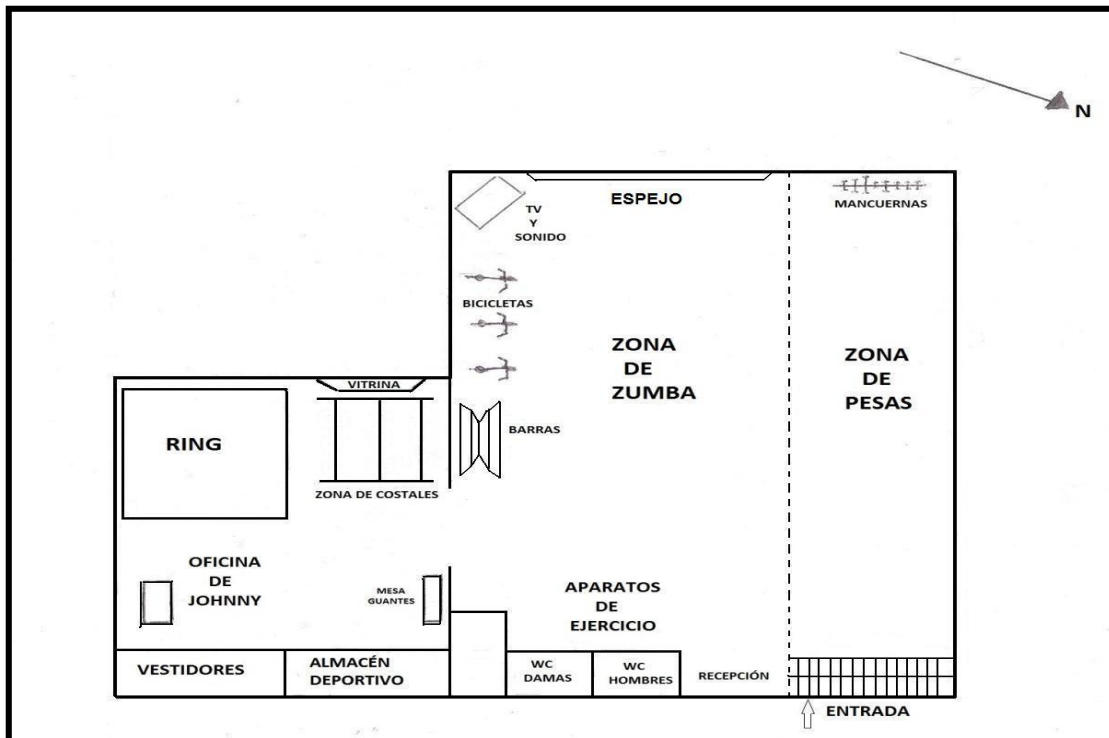 N
ESPEJO
MANCUERNAS
TV
Y
SONIDO
BICICLETAS
ZONA
DE
ZUMBA
ZONA
DE
PESAS
VITRINA
BARRAS
RING
ZONA DE COSTALES
OFICINA
DE
JOHNNY
MESA
GUANTES
APARATOS
DE
EJERCICIO
VESTIDORES
ALMACÉN
DEPORTIVO
WC
DAMAS
WC
HOMBRES
RECEPCIÓN
ENTRADA